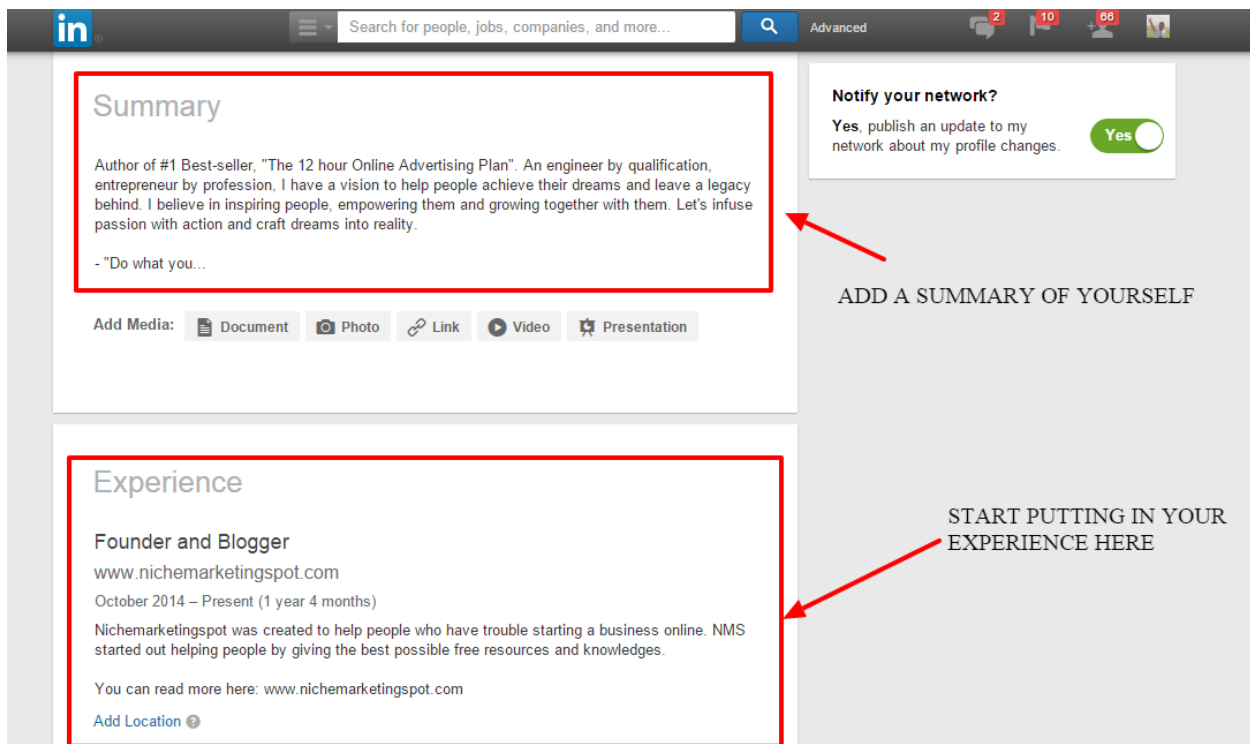 in
Search for people, jobs, companies, and more...
Advanced
2
10
66
Summary
Author of #1 Best-seller, "The 12 hour Online Advertising Plan". An engineer by qualification,
entrepreneur by profession, I have a vision to help people achieve their dreams and leave a legacy
behind. I believe in inspiring people, empowering them and growing together with them. Let's infuse
passion with action and craft dreams into reality.
- "Do what you...
Add Media: Document Photo Link Video Presentation
Notify your network?
Yes, publish an update to my
network about my profile changes.
Yes
ADD A SUMMARY OF YOURSELF
Experience
Founder and Blogger
www.nichemarketingspot.com
October 2014 – Present (1 year 4 months)
Nichemarketingspot was created to help people who have trouble starting a business online. NMS
started out helping people by giving the best possible free resources and knowledges.
You can read more here: www.nichemarketingspot.com
Add Location ?
START PUTTING IN YOUR
EXPERIENCE HERE